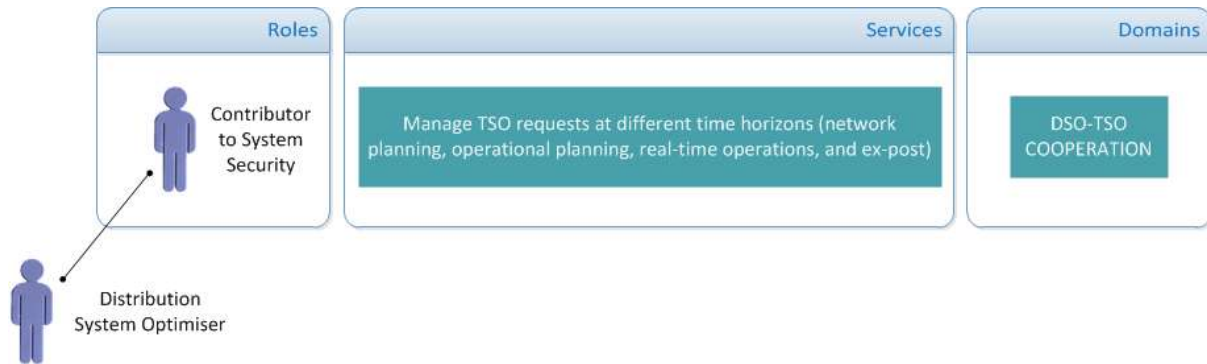 Roles
Services
Domains
Contributor
to System
Security
Manage TSO requests at different time horizons (network
planning, operational planning, real-time operations, and ex-post)
DSO-TSO
COOPERATION
Distribution
System Optimiser